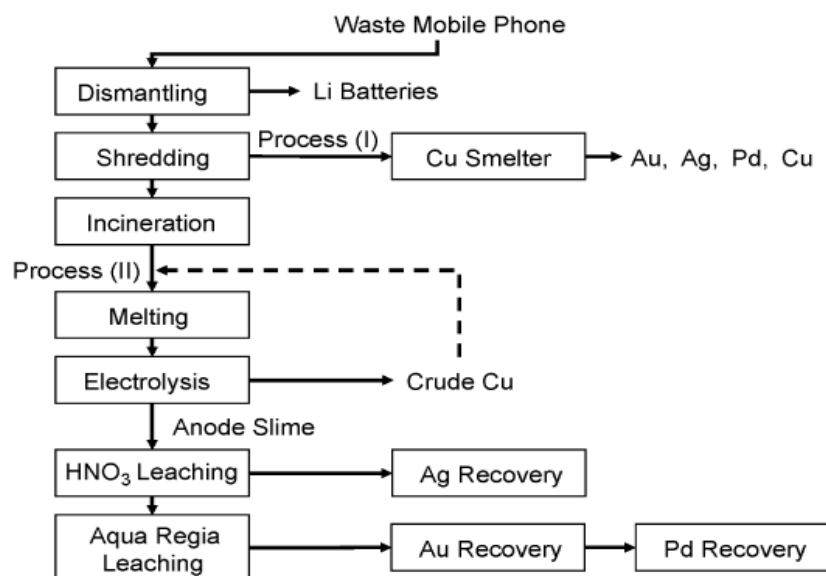 Waste Mobile Phone
Dismantling
Li Batteries
Shredding
Process (I)
Cu Smelter
Au, Ag, Pd, Cu
Incineration
Process (II)
Melting
Electrolysis
Crude Cu
Anode Slime
HNO₃ Leaching
Ag Recovery
Aqua Regia
Leaching
Au Recovery
Pd Recovery